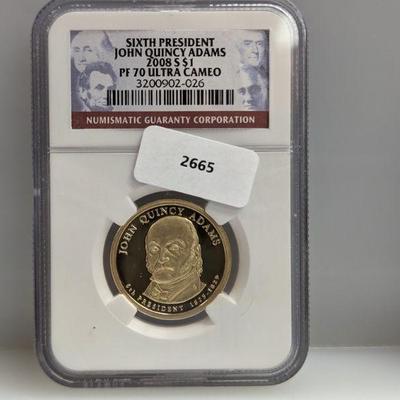 SIXTH PRESIDENT
JOHN QUINCY ADAMS
2008 S $1
PF 70 ULTRA CAMEO
3200902-026
NUMISMATIC GUARANTY CORPORATION
2665
JOHN QUINCY ADAMS
6th PRESIDENT 1825-1829